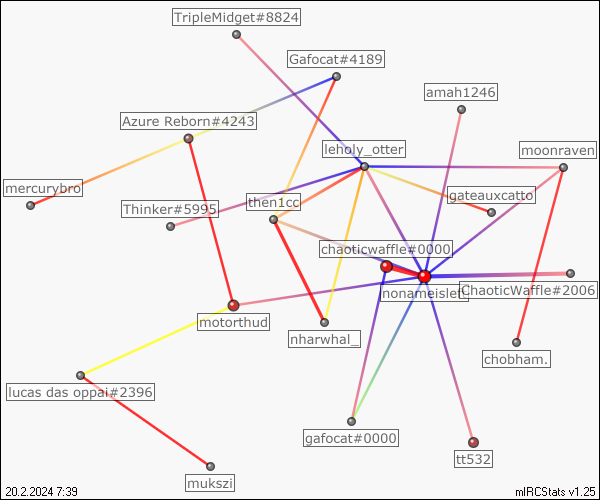 TripleMidget#8824
Gafocat#4189
amah1246
Azure Reborn#4243
leholy_otter
moonraven
mercurybro
gateauxcatto
Thinker#5995
then1cc
chaoticwaffle#0000
ChaoticWaffle#2006
motorthud
nharwhal_
chobham.
lucas das oppai#2396
gafocat#0000
tt532
mukszi
20.2.2024 7:39
mIRCStats v1.25